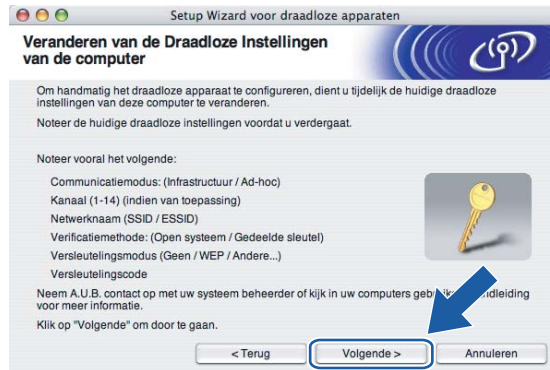 Setup Wizard voor draadloze apparaten
Veranderen van de Draadloze Instellingen
van de computer
Om handmatig het draadloze apparaat te configureren, dient u tijdelijk de huidige draadloze
instellingen van deze computer te veranderen.
Noteer de huidige draadloze instellingen voordat u verdergaat.
Noteer vooral het volgende:
Communicatiemodus: (Infrastructuur / Ad-hoc)
Kanaal (1-14) (indien van toepassing)
Netwerknaam (SSID / ESSID)
Verificatiemethode: (Open systeem / Gedeelde sleutel)
Versleutelingsmodus (Geen / WEP / Andere...)
Versleutelingscode
Neem A.U.B. contact op met uw systeem beheerder of kijk in uw computers
voor meer informatie.
Klik op "Volgende" om door te gaan.
< Terug
Volgende >
Annuleren